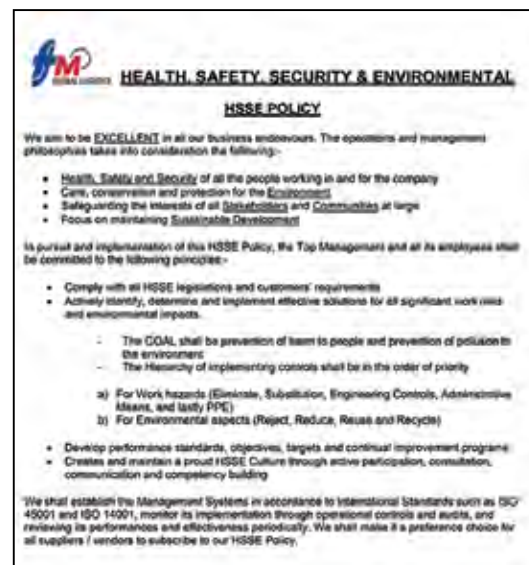 fM
GLOBAL LOGISTICS
HEALTH, SAFETY, SECURITY & ENVIRONMENTAL
HSSE POLICY
We aim to be EXCELLENT in all our business endeavours. The operations and management
philosophies takes into consideration the following:-
• Health, Safety and Security of all the people working in and for the company
• Care, conservation and protection for the Environment
• Safeguarding the interests of all Stakeholders and Communities at large
• Focus on maintaining Sustainable Development
In pursuit and implementation of this HSSE Policy, the Top Management and all its employees shall
be committed to the following principles:-
• Comply with all HSSE legislations and customers' requirements
• Actively identify, determine and implement effective solutions for all significant work risks
and environmental impacts.
- The GOAL shall be prevention of harm to people and prevention of pollution to
the environment
- The Hierarchy of implementing controls shall be in the order of priority
a) For Work hazards (Eliminate, Substitution, Engineering Controls, Administrative
Means, and lastly PPE)
b) For Environmental aspects (Reject, Reduce, Reuse and Recycle)
• Develop performance standards, objectives, targets and continual improvement programs
• Creates and maintain a proud HSSE Culture through active participation, consultation,
communication and competency building
We shall establish the Management Systems in accordance to International Standards such as ISO
45001 and ISO 14001, monitor its implementation through operational controls and audits, and
reviewing its performances and effectiveness periodically. We shall make it a preference choice for
all suppliers / vendors to subscribe to our HSSE Policy.